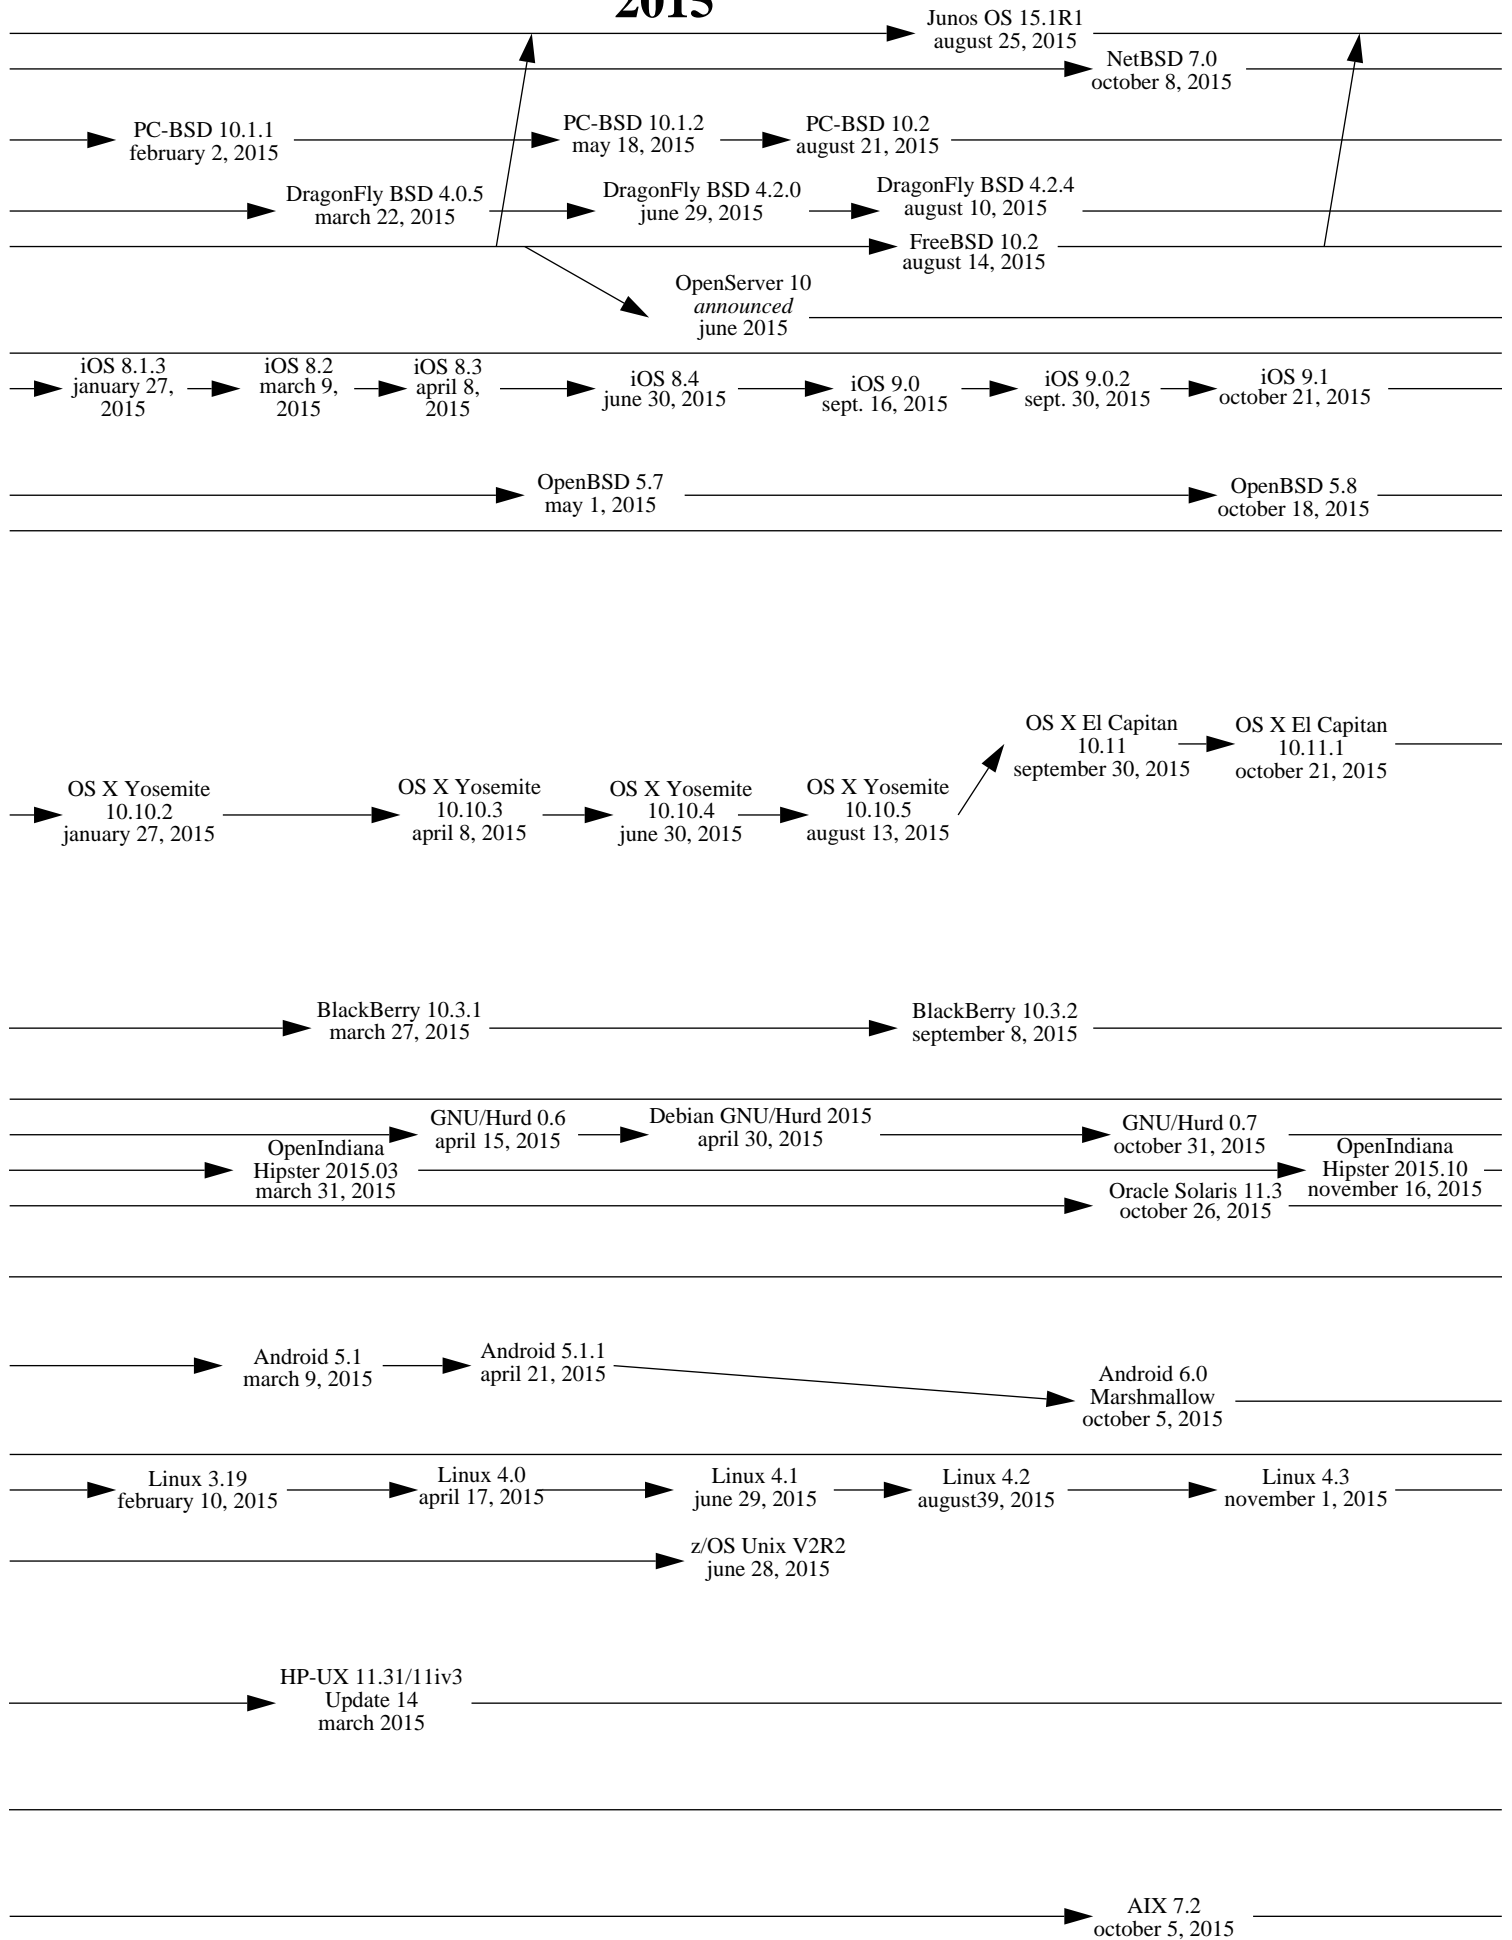 2015
Junos OS 15.1R1
august 25, 2015
NetBSD 7.0
october 8, 2015
PC-BSD 10.1.1
february 2, 2015
PC-BSD 10.1.2
may 18, 2015
PC-BSD 10.2
august 21, 2015
DragonFly BSD 4.0.5
march 22, 2015
DragonFly BSD 4.2.0
june 29, 2015
DragonFly BSD 4.2.4
august 10, 2015
FreeBSD 10.2
august 14, 2015
OpenServer 10
announced
june 2015
iOS 8.1.3
january 27,
2015
iOS 8.2
march 9,
2015
iOS 8.3
april 8,
2015
iOS 8.4
june 30, 2015
iOS 9.0
sept. 16, 2015
iOS 9.0.2
sept. 30, 2015
iOS 9.1
october 21, 2015
OpenBSD 5.7
may 1, 2015
OpenBSD 5.8
october 18, 2015
OS X El Capitan
10.11
september 30, 2015
OS X El Capitan
10.11.1
october 21, 2015
OS X Yosemite
10.10.2
january 27, 2015
OS X Yosemite
10.10.3
april 8, 2015
OS X Yosemite
10.10.4
june 30, 2015
OS X Yosemite
10.10.5
august 13, 2015
BlackBerry 10.3.1
march 27, 2015
BlackBerry 10.3.2
september 8, 2015
GNU/Hurd 0.6
april 15, 2015
Debian GNU/Hurd 2015
april 30, 2015
GNU/Hurd 0.7
october 31, 2015
OpenIndiana
Hipster 2015.03
march 31, 2015
OpenIndiana
Hipster 2015.10
november 16, 2015
Oracle Solaris 11.3
october 26, 2015
Android 5.1
march 9, 2015
Android 5.1.1
april 21, 2015
Android 6.0
Marshmallow
october 5, 2015
Linux 3.19
february 10, 2015
Linux 4.0
april 17, 2015
Linux 4.1
june 29, 2015
Linux 4.2
august39, 2015
Linux 4.3
november 1, 2015
z/OS Unix V2R2
june 28, 2015
HP-UX 11.31/11iv3
Update 14
march 2015
AIX 7.2
october 5, 2015